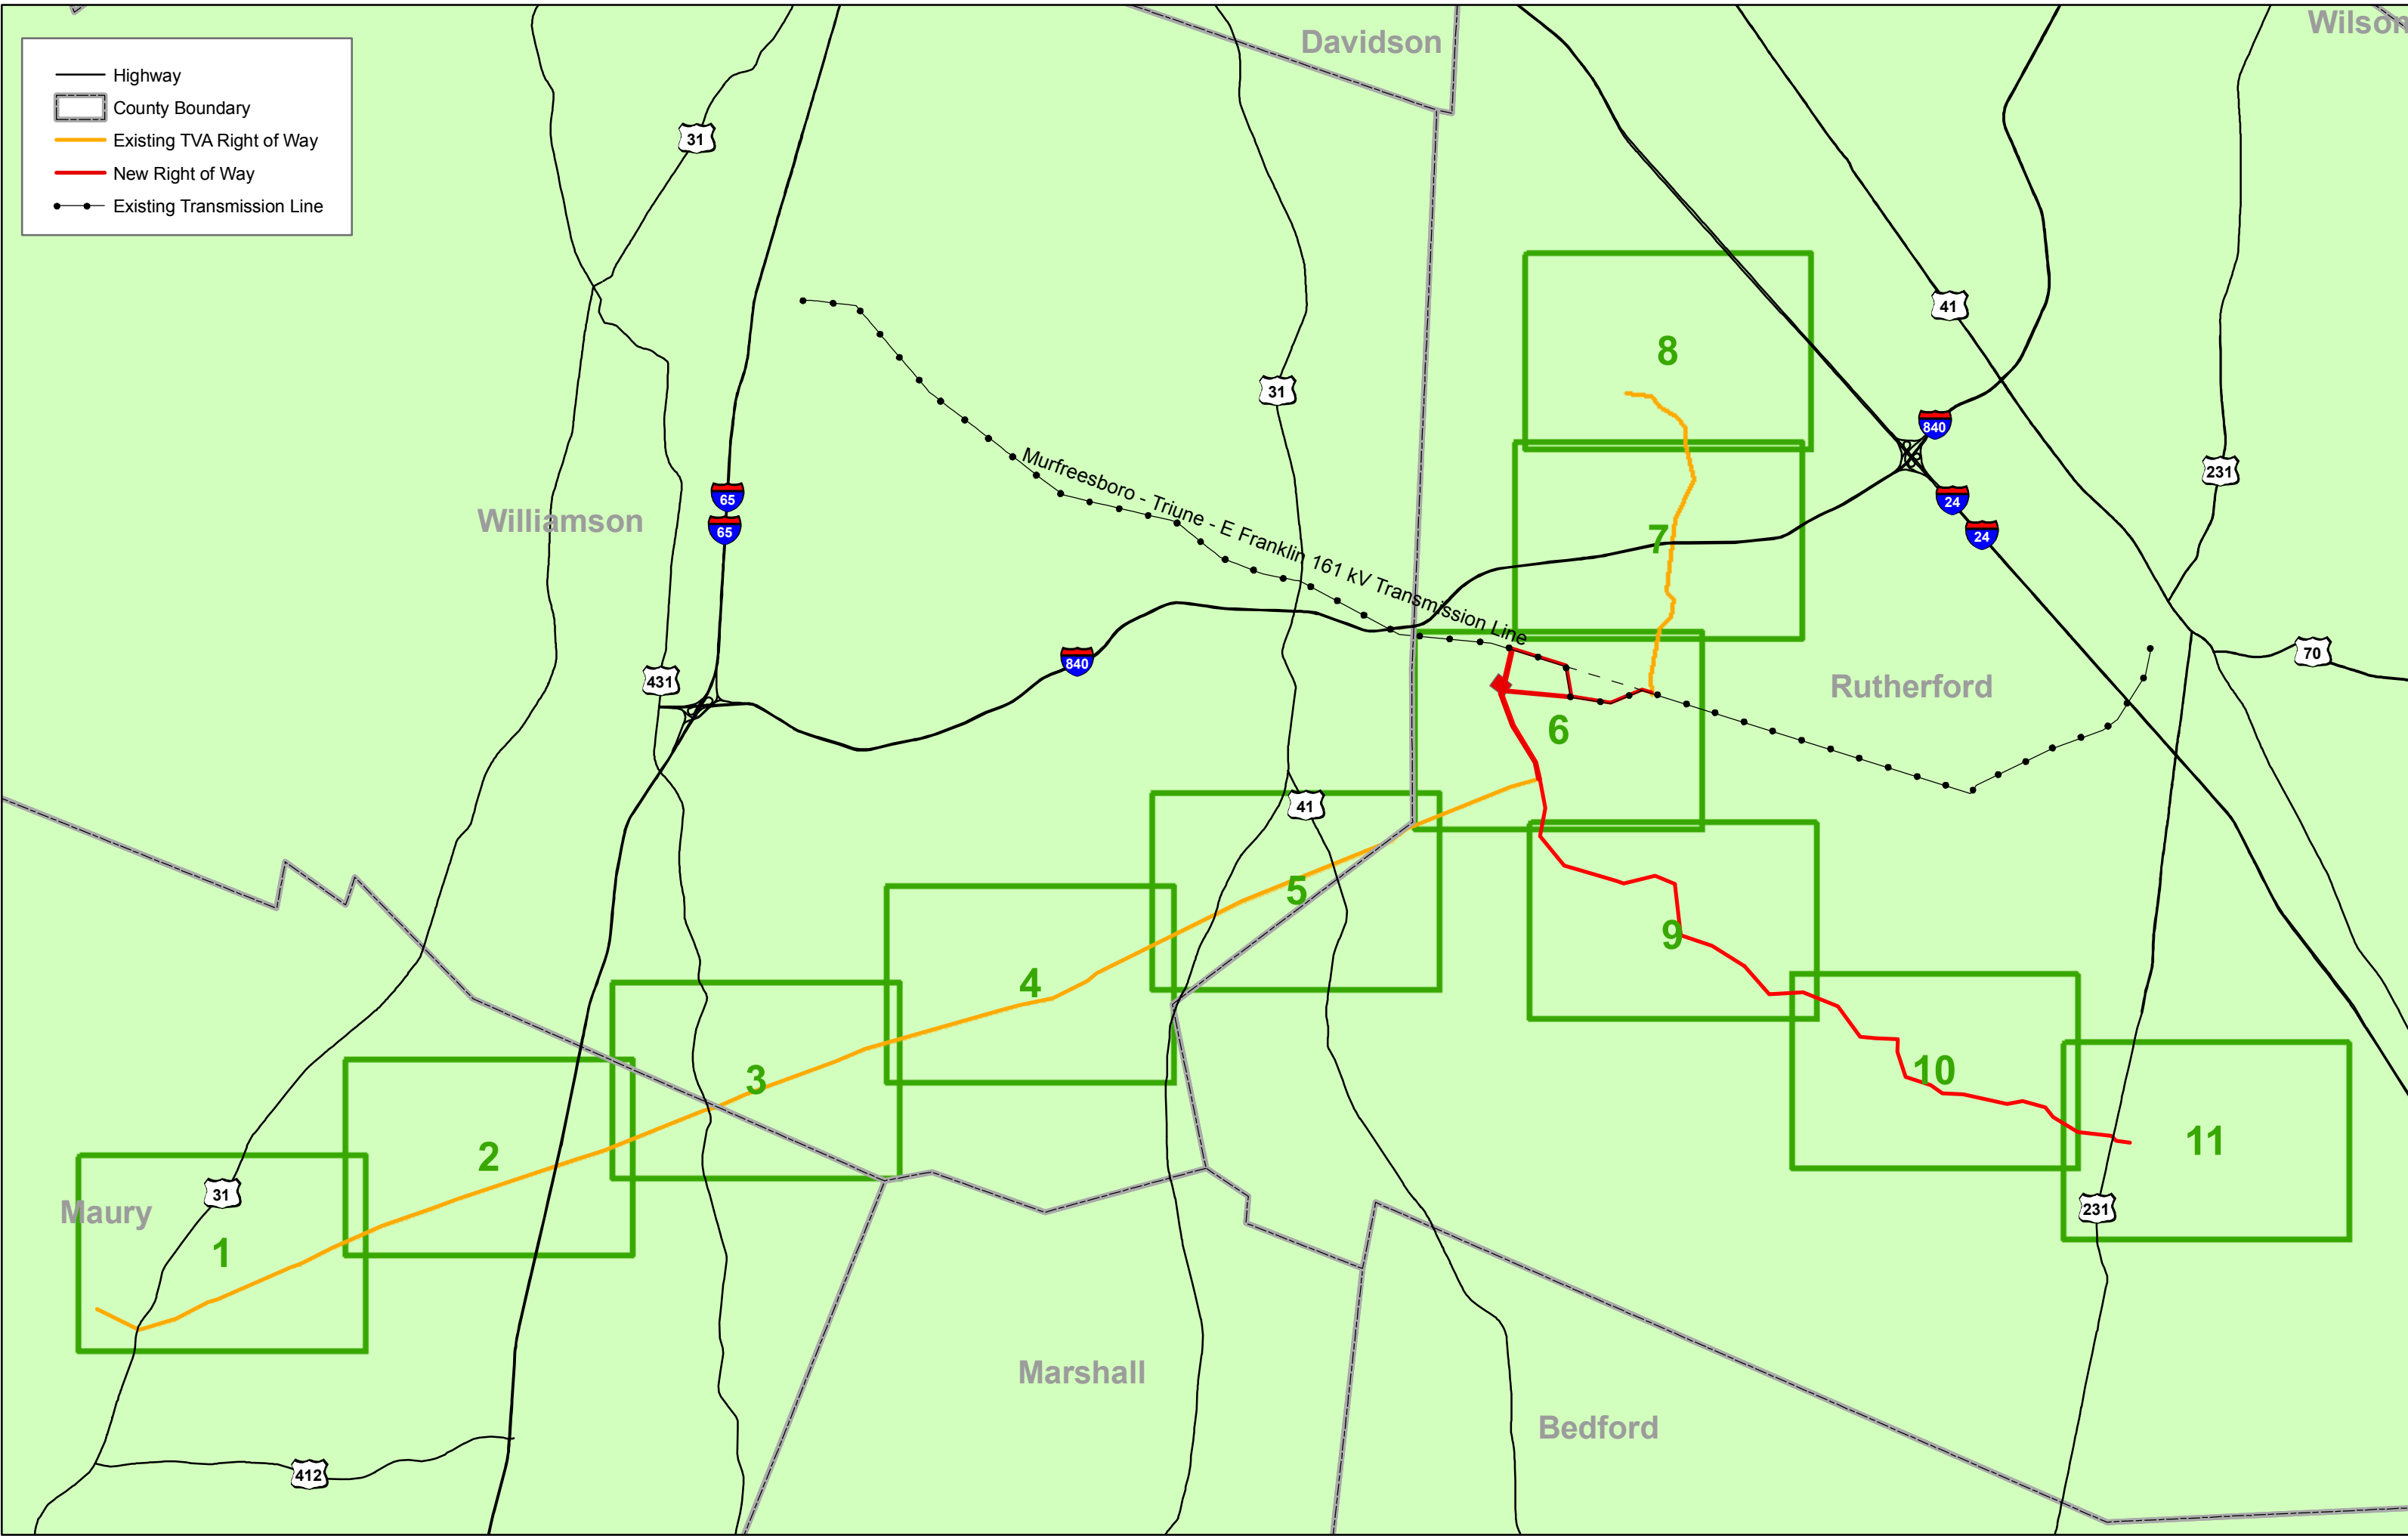 Highway
County Boundary
Existing TVA Right of Way
New Right of Way
Existing Transmission Line
Davidson
Wilson
31
41
8
31
840
231
65
65
24
24
Williamson
Murfreesboro - Triune - E Franklin 161 kV Transmission Line
7
840
431
70
Rutherford
6
41
5
9
4
3
10
2
11
31
231
Maury
1
Marshall
Bedford
412